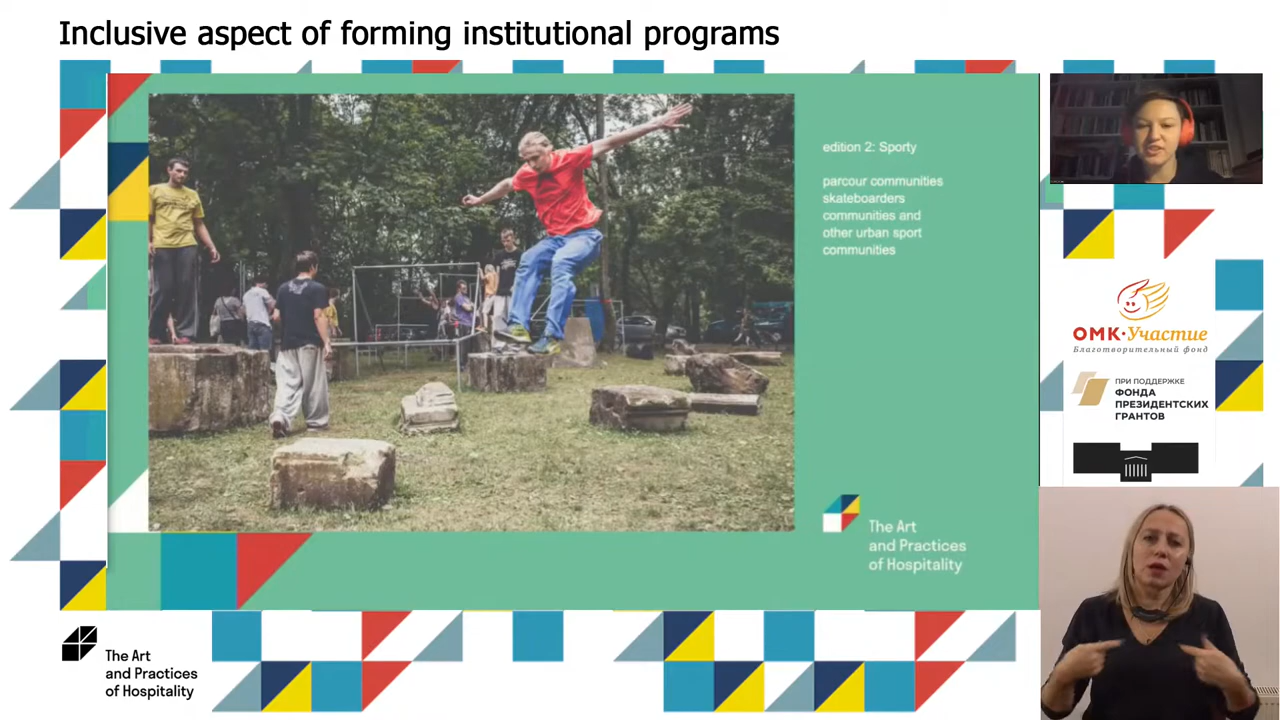 Inclusive aspect of forming institutional programs
edition 2: Sporty
parcour communities
skateboarders
communities and
other urban sport
communities
The Art
and Practices
of Hospitality
ОМК·Участие
Благотворительный фонд
ПРИ ПОДДЕРЖКЕ
ФОНДА
ПРЕЗИДЕНТСКИХ
ГРАНТОВ
The Art
and Practices
of Hospitality